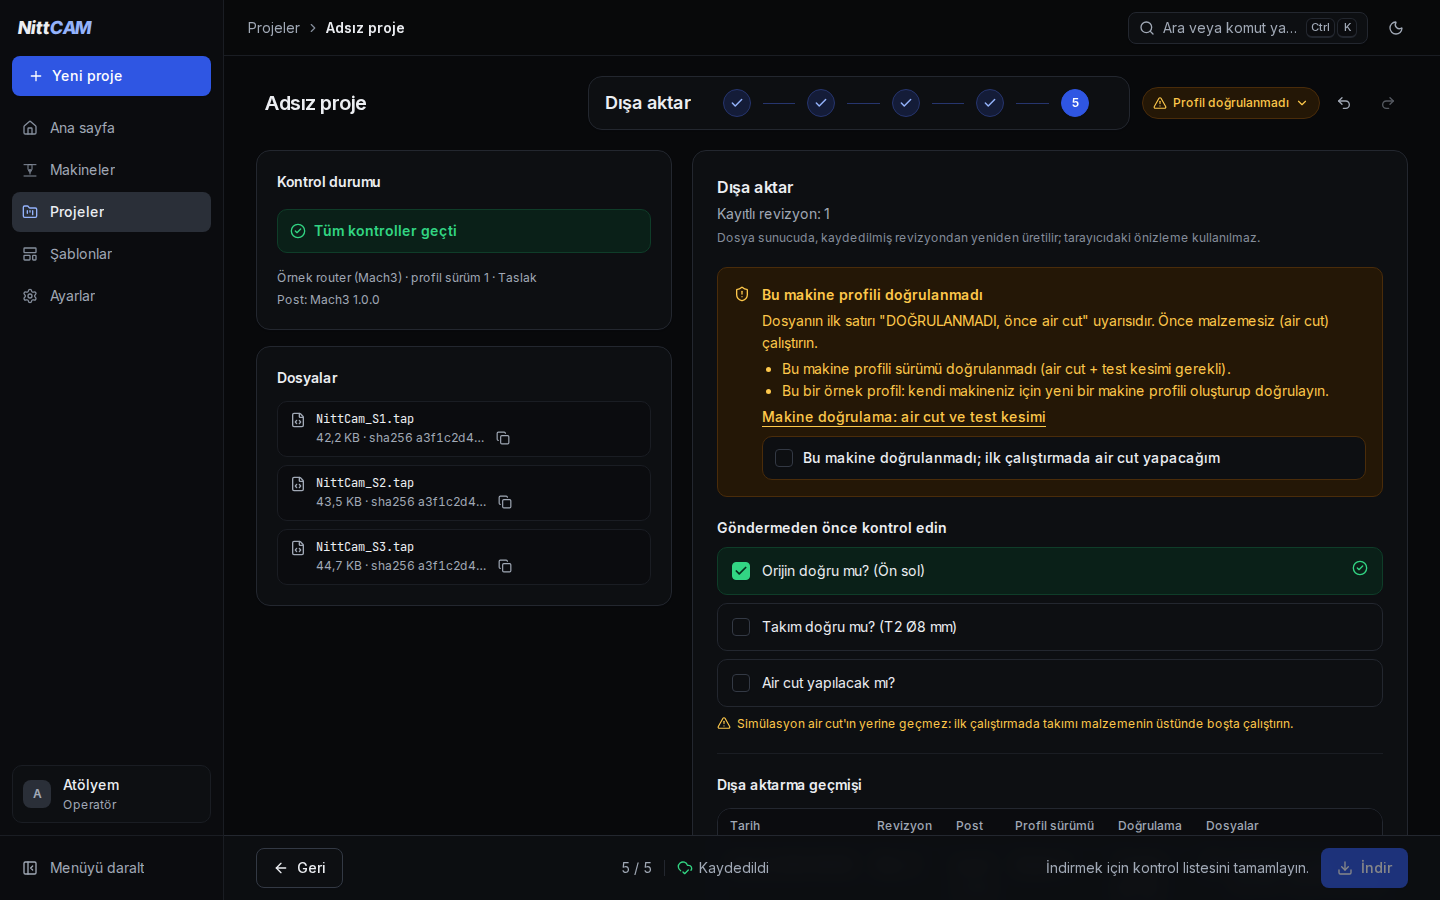 NittCAM
Yeni proje
Ana sayfa
Makineler
Projeler
Şablonlar
Ayarlar
A
Atölyem
Operatör
Menüyü daralt
Projeler
Adsız proje
Ara veya komut ya...
Ctrl
K
Adsız proje
Dışa aktar
5
Profil doğrulanmadı
Kontrol durumu
Tüm kontroller geçti
Örnek router (Mach3) · profil sürüm 1 · Taslak
Post: Mach3 1.0.0
Dosyalar
NittCam_S1.tap
42,2 KB · sha256 a3f1c2d4...
NittCam_S2.tap
43,5 KB · sha256 a3f1c2d4...
NittCam_S3.tap
44,7 KB · sha256 a3f1c2d4...
Dışa aktar
Kayıtlı revizyon: 1
Dosya sunucuda, kaydedilmiş revizyondan yeniden üretilir; tarayıcıdaki önizleme kullanılmaz.
Bu makine profili doğrulanmadı
Dosyanın ilk satırı "DOĞRULANMADI, önce air cut" uyarısıdır. Önce malzemesiz (air cut)
çalıştırın.
Bu makine profili sürümü doğrulanmadı (air cut + test kesimi gerekli).
Bu bir örnek profil: kendi makineniz için yeni bir makine profili oluşturup doğrulayın.
Makine doğrulama: air cut ve test kesimi
Bu makine doğrulanmadı; ilk çalıştırmada air cut yapacağım
Göndermeden önce kontrol edin
Orijin doğru mu? (Ön sol)
Takım doğru mu? (T2 Ø8 mm)
Air cut yapılacak mı?
Simülasyon air cut'ın yerine geçmez: ilk çalıştırmada takımı malzemenin üstünde boşta çalıştırın.
Dışa aktarma geçmişi
Tarih Revizyon Post Profil sürümü Doğrulama Dosyalar
Geri
5 / 5
Kaydedildi
İndirmek için kontrol listesini tamamlayın.
İndir